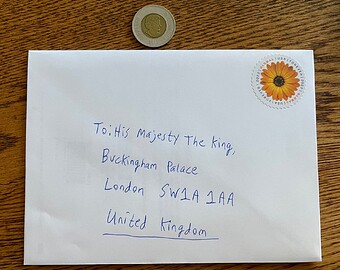 To: His Majesty The King,
Buckingham Palace
London SW1A 1AA
United Kingdom